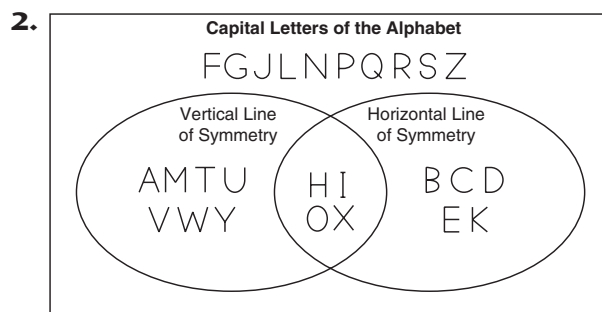 2.
Capital Letters of the Alphabet
FGJLNPQRSZ
Vertical Line
of Symmetry
Horizontal Line
of Symmetry
AMTU
VWY
HI
OX
BCD
EK